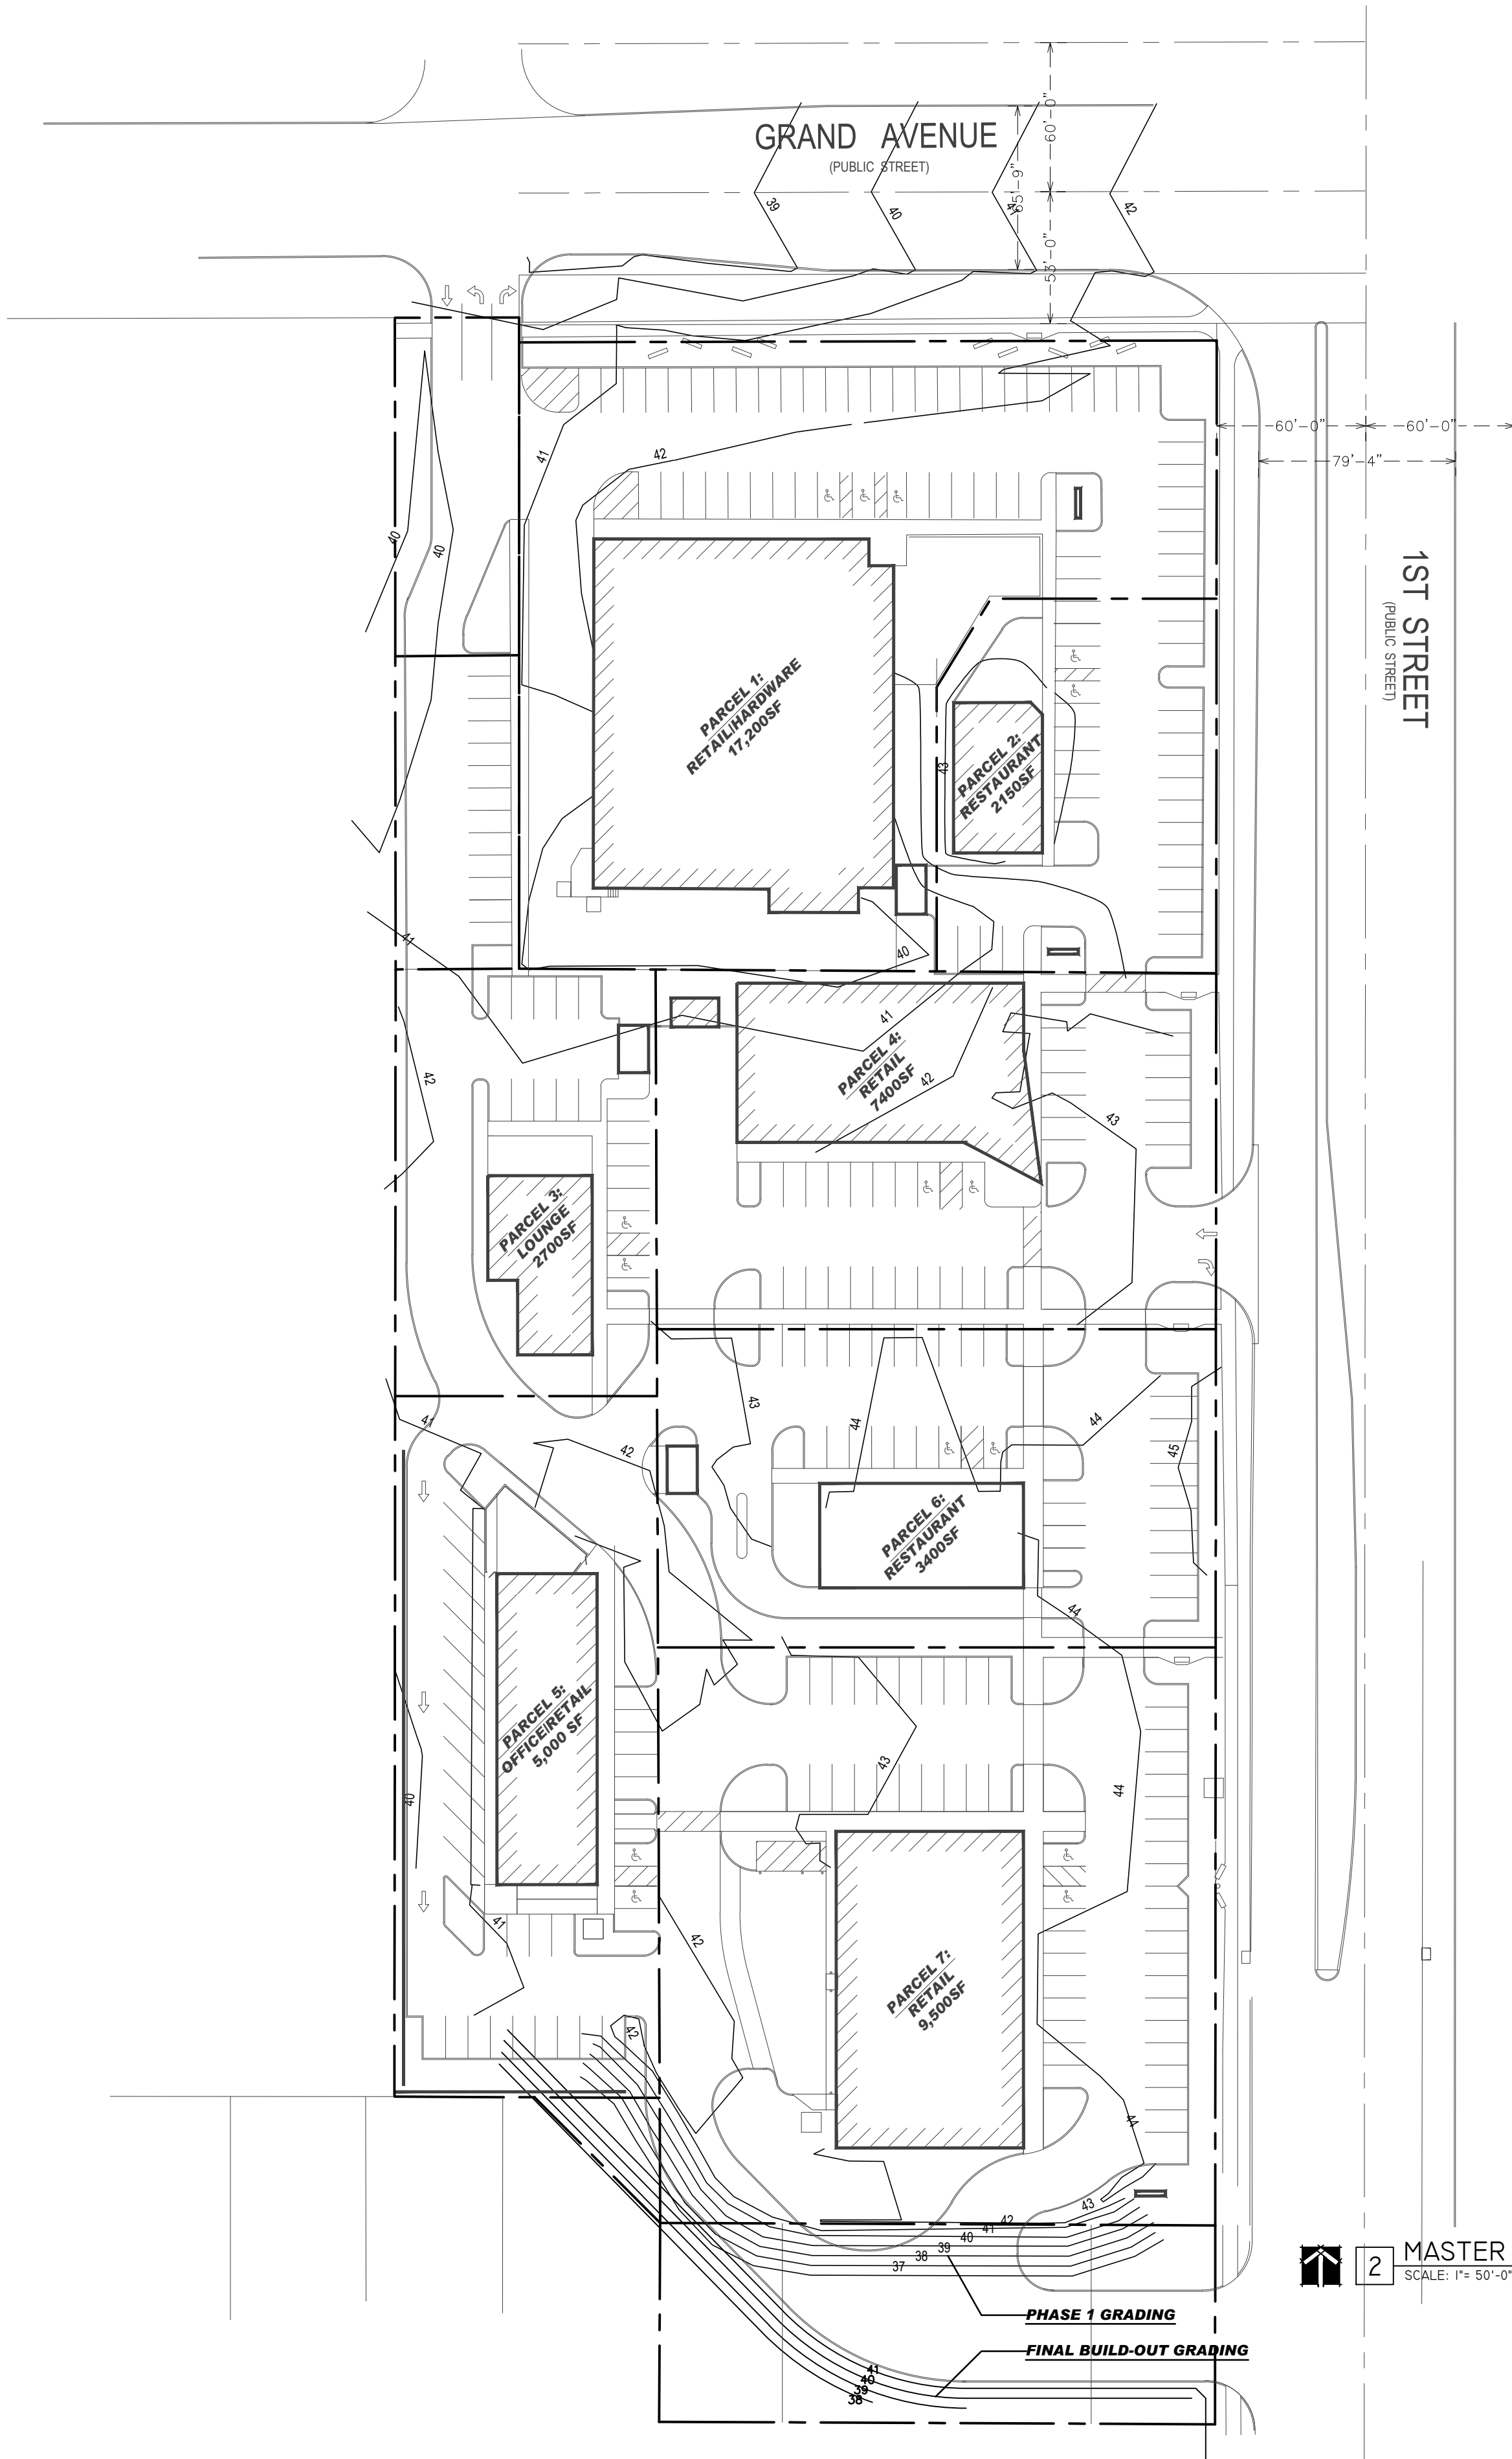 60'-0"
GRAND AVENUE
(PUBLIC STREET)
65'-9"
39
40
41
42
53'-0"
60'-0"
60'-0"
79'-4"
41
42
40
40
1ST STREET
(PUBLIC STREET)
PARCEL 1:
RETAIL/HARDWARE
17,200SF
43
PARCEL 2:
RESTAURANT
2150SF
41
40
41
42
PARCEL 4:
RETAIL
7400SF
42
43
PARCEL 3:
LOUNGE
2700SF
41
42
43
44
44
45
PARCEL 6:
RESTAURANT
3400SF
44
PARCEL 5:
OFFICE/RETAIL
5,000 SF
40
43
44
41
42
PARCEL 7:
RETAIL
9,500SF
42
44
43
42
41
40
39
38
37
2
MASTER
SCALE: 1"= 50'-0"
PHASE 1 GRADING
FINAL BUILD-OUT GRADING
41
40
39
38